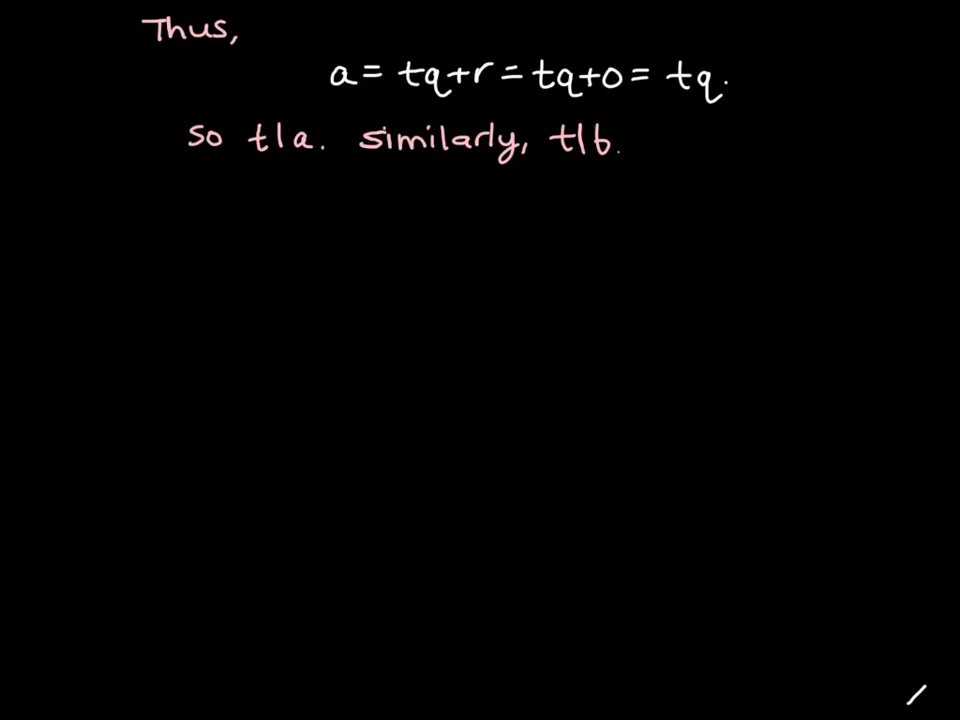 Thus,
a = tq+r = tq+0 = tq.
So t|a. similarly, t|b.